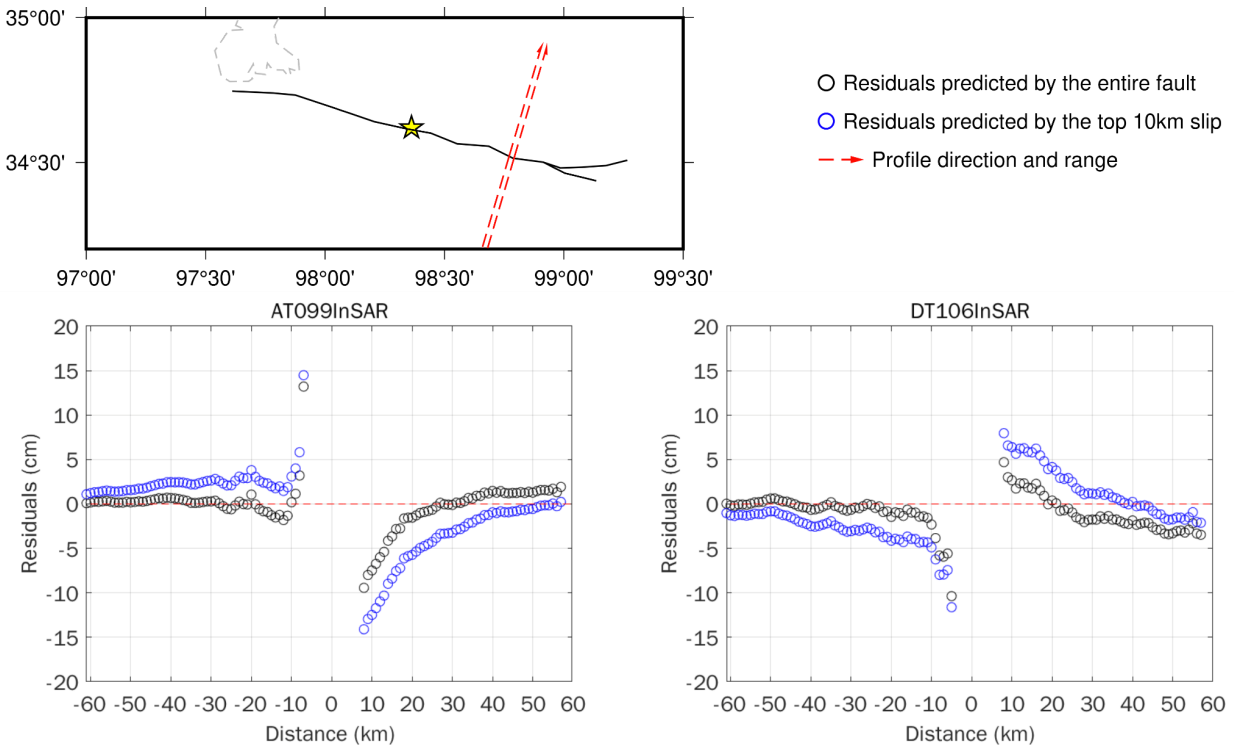 35°00'
34°30'
97°00' 97°30' 98°00' 98°30' 99°00' 99°30'
Residuals predicted by the entire fault
Residuals predicted by the top 10km slip
Profile direction and range
AT099InSAR
20
15
10
5
0
-5
-10
-15
-20
Residuals (cm)
-60 -50 -40 -30 -20 -10 0 10 20 30 40 50 60
Distance (km)
DT106InSAR
20
15
10
5
0
-5
-10
-15
-20
Residuals (cm)
-60 -50 -40 -30 -20 -10 0 10 20 30 40 50 60
Distance (km)